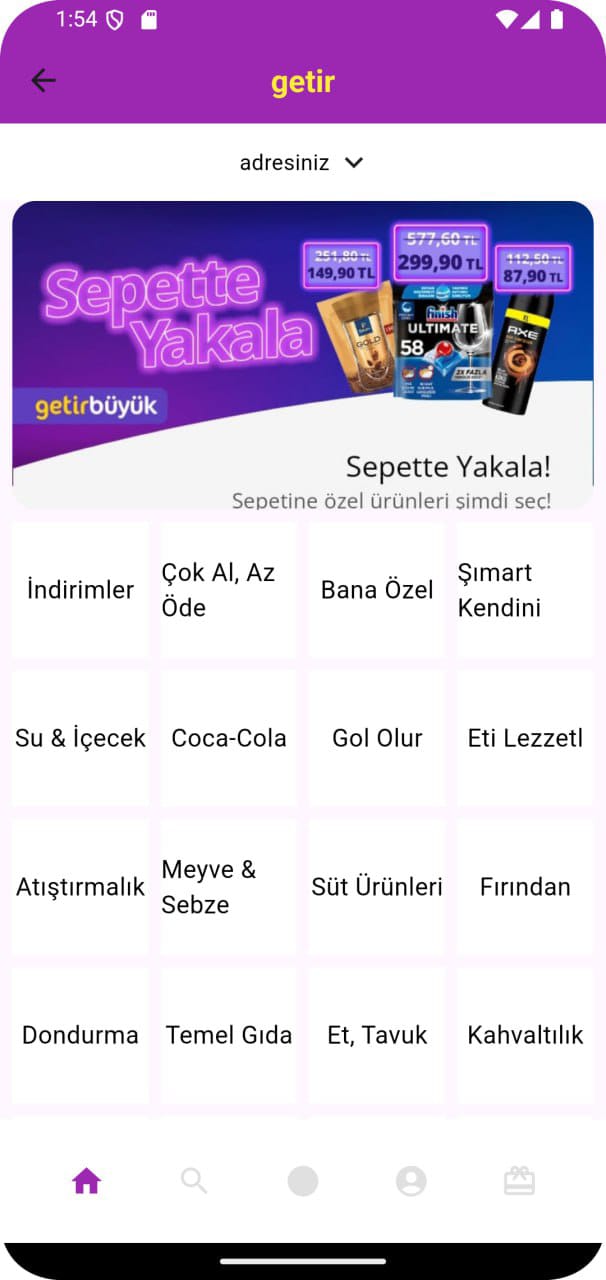 1:54
getir
adresiniz
Sepette
Yakala
getirbüyük
251,80 TL
149,90 TL
577,60 TL
299,90 TL
112,50 TL
87,90 TL
GOLD
finish
ULTIMATE
58
2X FAZLA
XL
AXE
Sepette Yakala!
Sepetine özel ürünleri şimdi seç!
İndirimler
Çok Al, Az
Öde
Bana Özel
Şımart
Kendini
Su & İçecek
Coca-Cola
Gol Olur
Eti Lezzetl
Atıştırmalık
Meyve &
Sebze
Süt Ürünleri
Fırından
Dondurma
Temel Gıda
Et, Tavuk
Kahvaltılık